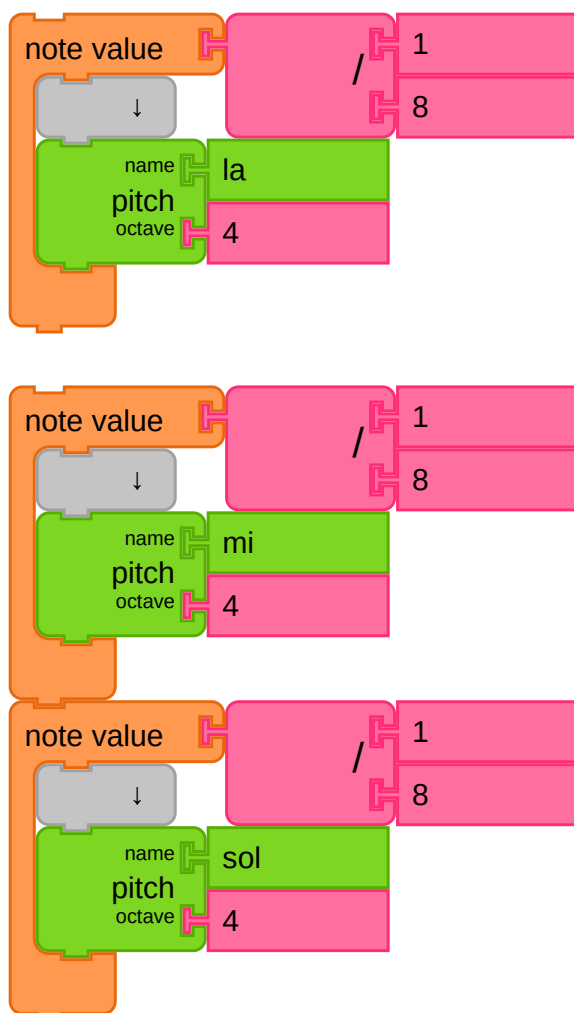 note value / 1
8
↓
name la
pitch
octave 4
note value / 1
8
↓
name mi
pitch
octave 4
note value / 1
8
↓
name sol
pitch
octave 4